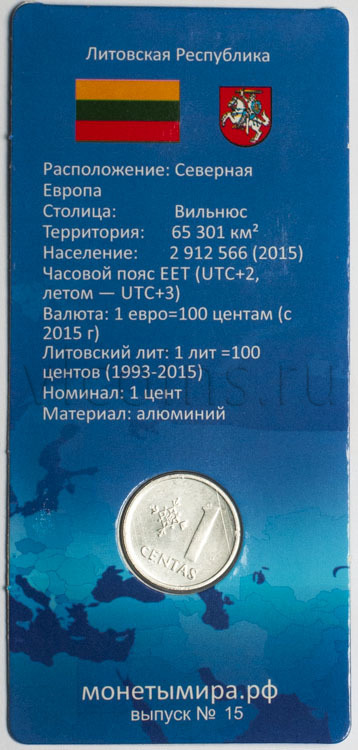 Литовская Республика
Расположение: Северная
Европа
Столица: Вильнюс
Территория: 65 301 км²
Население: 2 912 566 (2015)
Часовой пояс EET (UTC+2,
летом — UTC+3)
Валюта: 1 евро=100 центам (с
2015 г)
Литовский лит: 1 лит =100
центов (1993-2015)
Номинал: 1 цент
Материал: алюминий
1
CENTAS
монетымира.рф
выпуск № 15